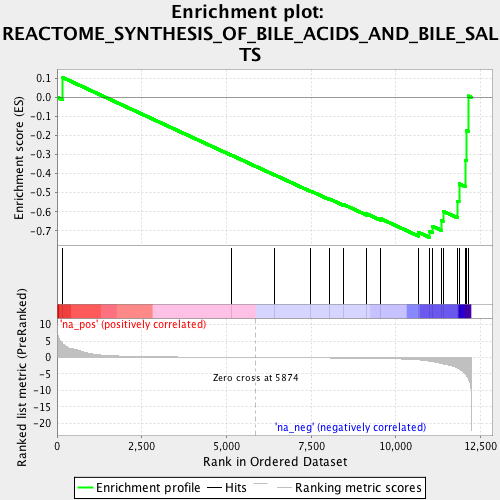 Enrichment plot:
REACTOME_SYNTHESIS_OF_BILE_ACIDS_AND_BILE_SAL
TS
Enrichment score (ES)
0.1
0.0
-0.1
-0.2
-0.3
-0.4
-0.5
-0.6
-0.7
'na_pos' (positively correlated)
Ranked list metric (PreRanked)
10
5
0
-5
-10
-15
-20
Zero cross at 5874
'na_neg' (negatively correlated)
0 2,500 5,000 7,500 10,000 12,500
Rank in Ordered Dataset
Enrichment profile Hits Ranking metric scores